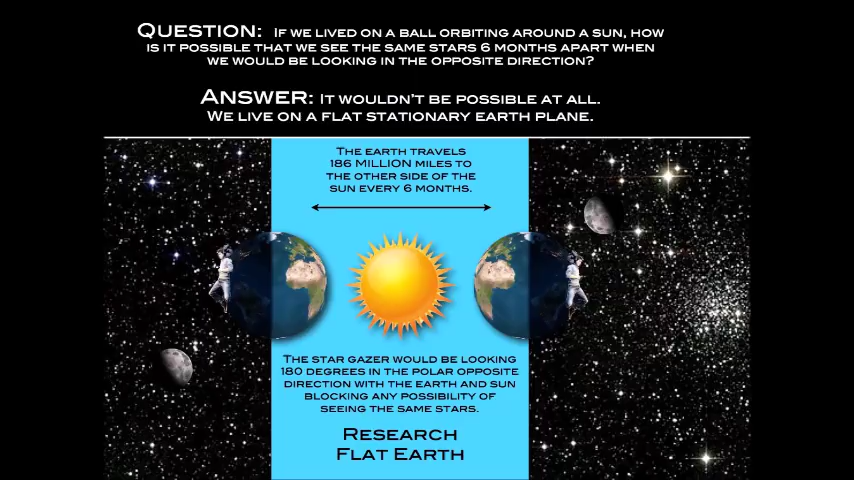 QUESTION: IF WE LIVED ON A BALL ORBITING AROUND A SUN, HOW
IS IT POSSIBLE THAT WE SEE THE SAME STARS 6 MONTHS APART WHEN
WE WOULD BE LOOKING IN THE OPPOSITE DIRECTION?
ANSWER: IT WOULDN'T BE POSSIBLE AT ALL.
WE LIVE ON A FLAT STATIONARY EARTH PLANE.
THE EARTH TRAVELS
186 MILLION MILES TO
THE OTHER SIDE OF THE
SUN EVERY 6 MONTHS.
THE STAR GAZER WOULD BE LOOKING
180 DEGREES IN THE POLAR OPPOSITE
DIRECTION WITH THE EARTH AND SUN
BLOCKING ANY POSSIBILITY OF
SEEING THE SAME STARS.
RESEARCH
FLAT EARTH